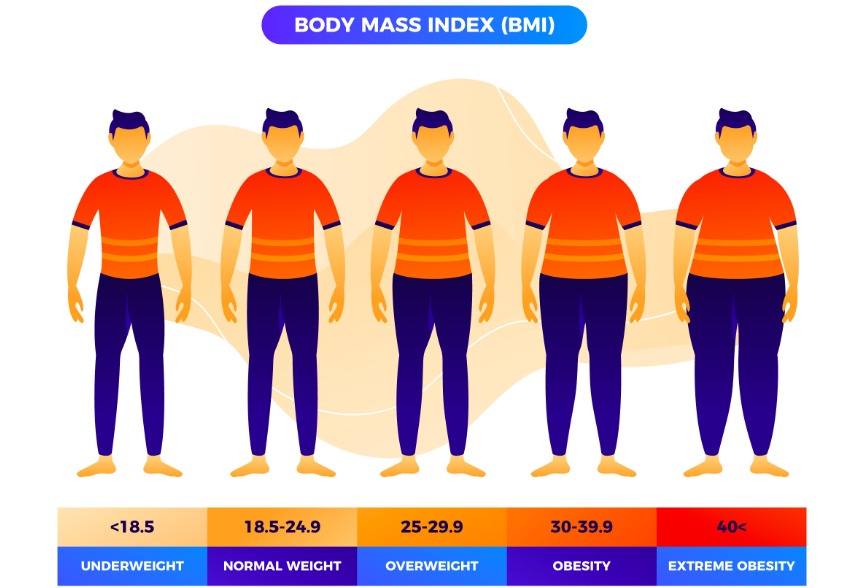 BODY MASS INDEX (BMI)
<18.5 18.5-24.9 25-29.9 30-39.9 40<
UNDERWEIGHT NORMAL WEIGHT OVERWEIGHT OBESITY EXTREME OBESITY